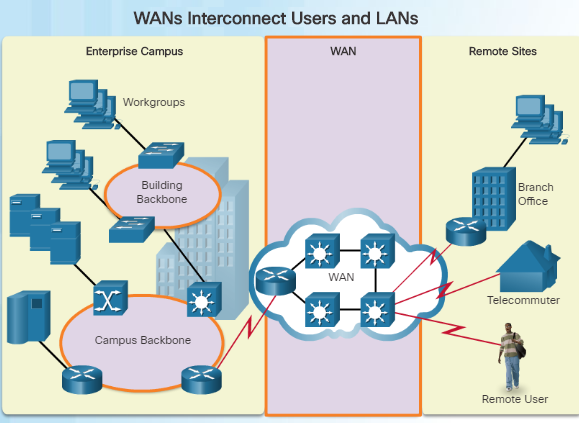 WANs Interconnect Users and LANs
Enterprise Campus
WAN
Remote Sites
Workgroups
Building
Backbone
Branch
Office
WAN
Telecommuter
Campus Backbone
Remote User